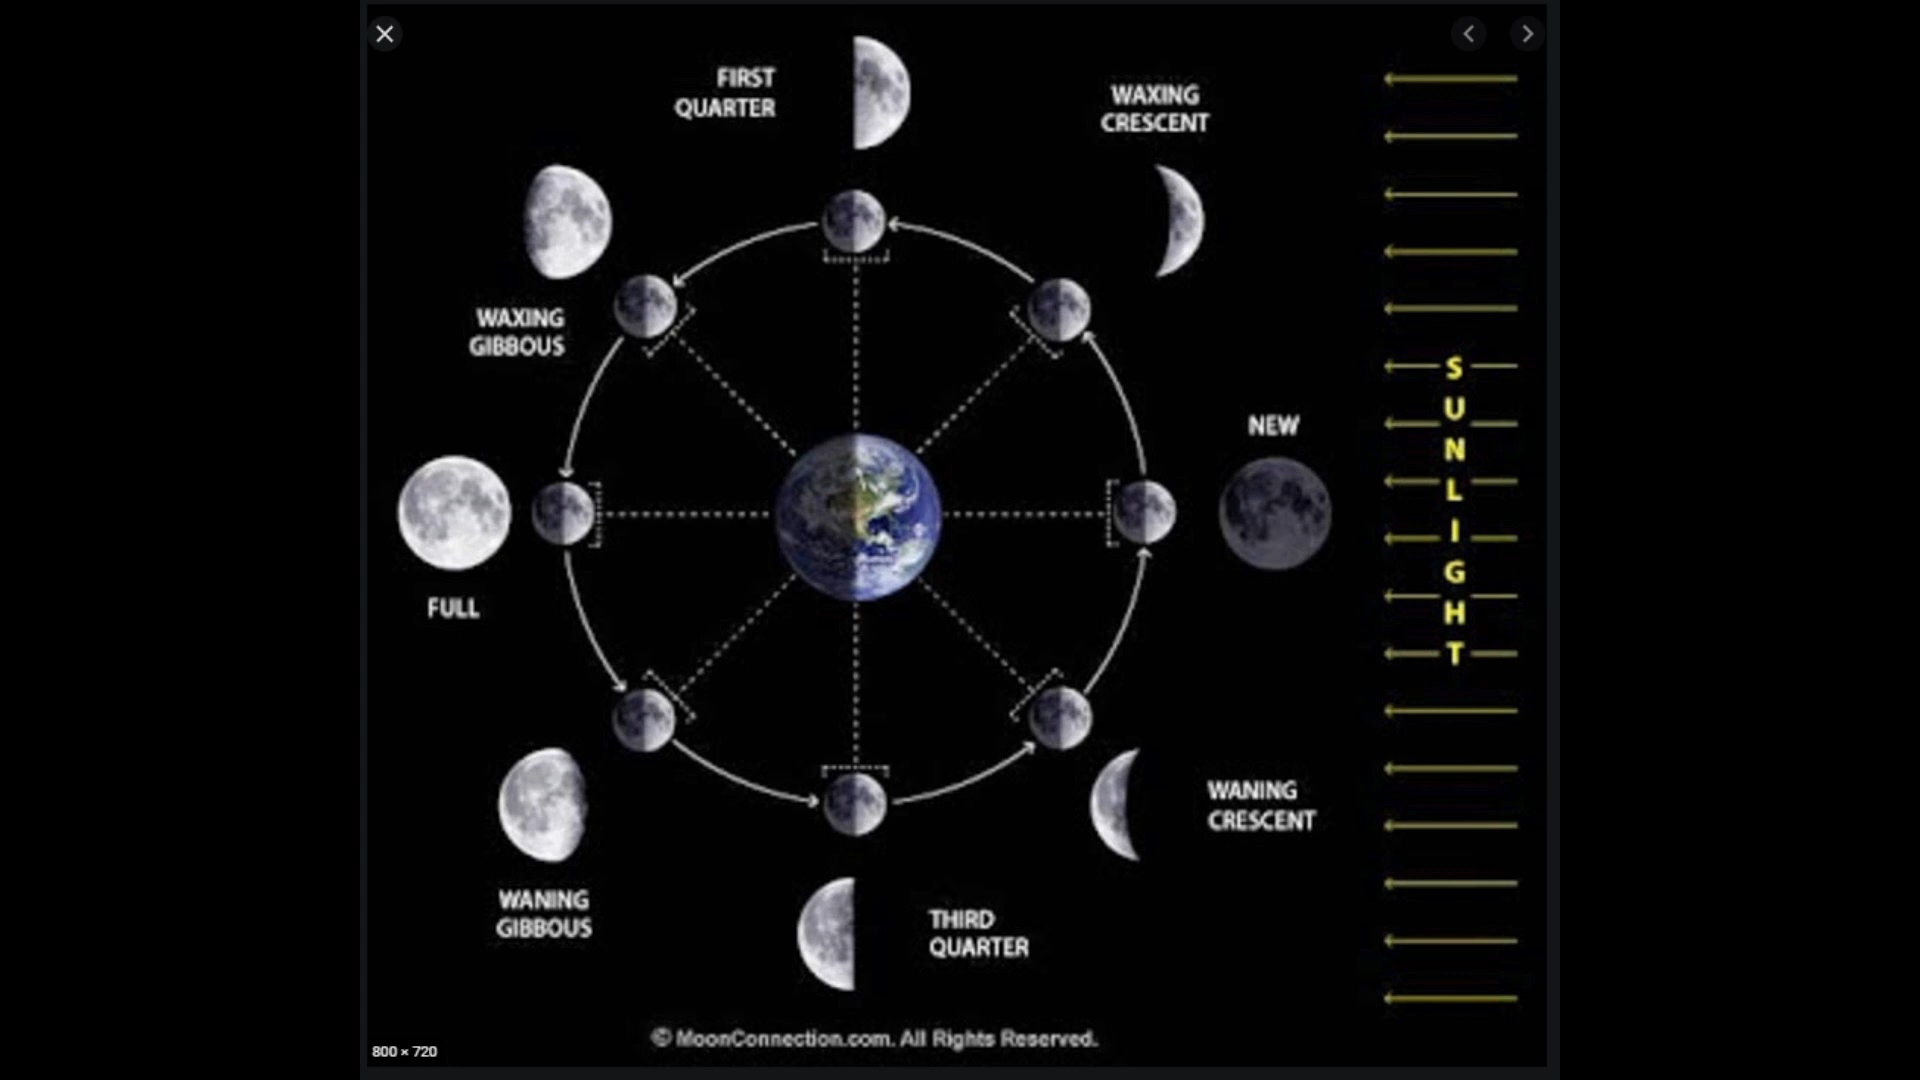 FIRST
QUARTER
WAXING
CRESCENT
WAXING
GIBBOUS
NEW
FULL
SUNLIGHT
WANING
CRESCENT
WANING
GIBBOUS
THIRD
QUARTER
© MoonConnection.com. All Rights Reserved.
800 × 720